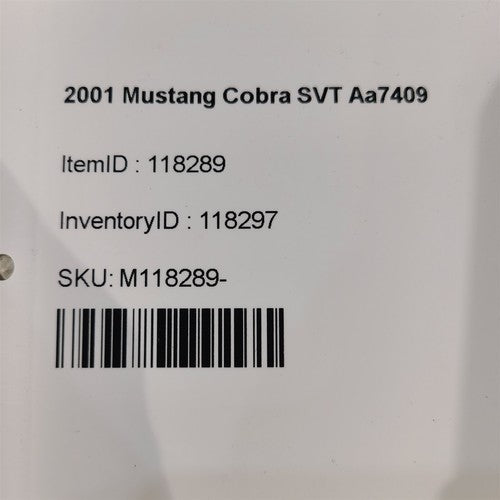 2001 Mustang Cobra SVT Aa7409
ItemID : 118289
InventoryID : 118297
SKU: M118289-